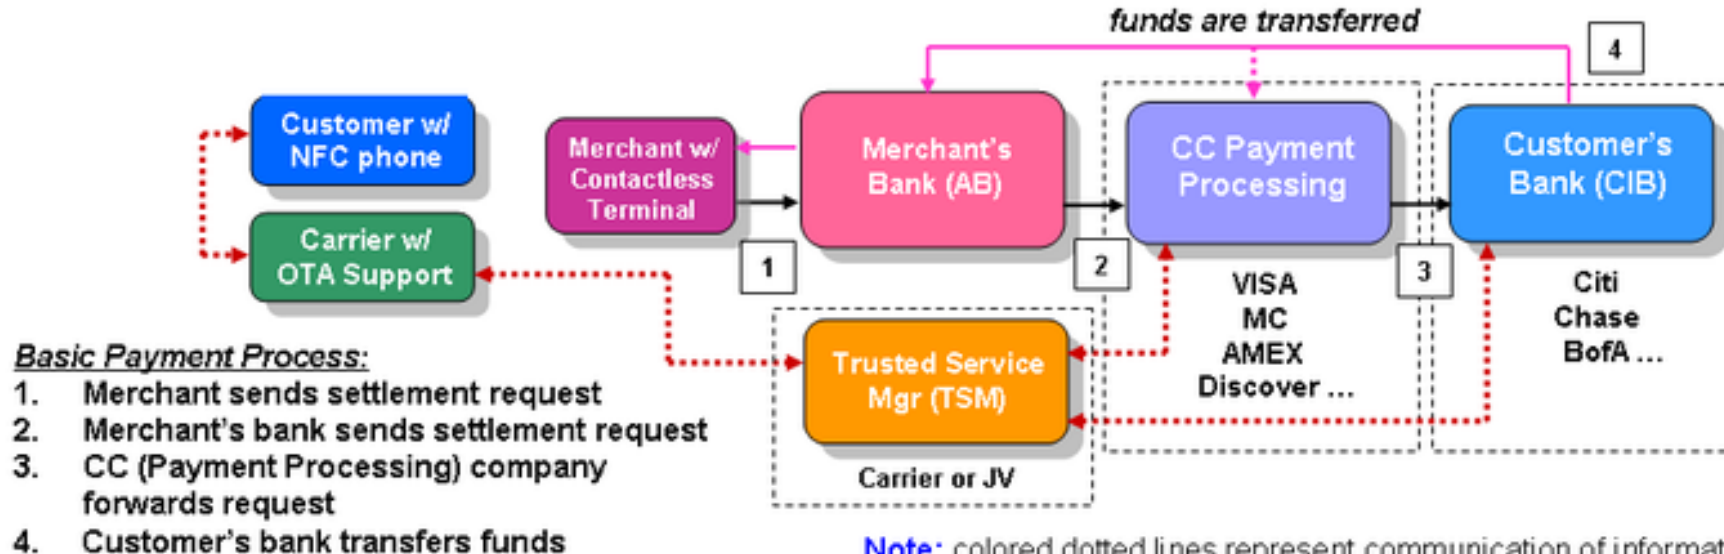 funds are transferred
4
Customer w/
NFC phone
Merchant w/
Contactless
Terminal
Merchant's
Bank (AB)
CC Payment
Processing
Customer's
Bank (CIB)
Carrier w/
OTA Support
1
2
3
VISA
MC
AMEX
Discover ...
Citi
Chase
BofA ...
Trusted Service
Mgr (TSM)
Carrier or JV
Basic Payment Process:
1. Merchant sends settlement request
2. Merchant's bank sends settlement request
3. CC (Payment Processing) company
forwards request
4. Customer's bank transfers funds
Note: colored dotted lines represent communication of